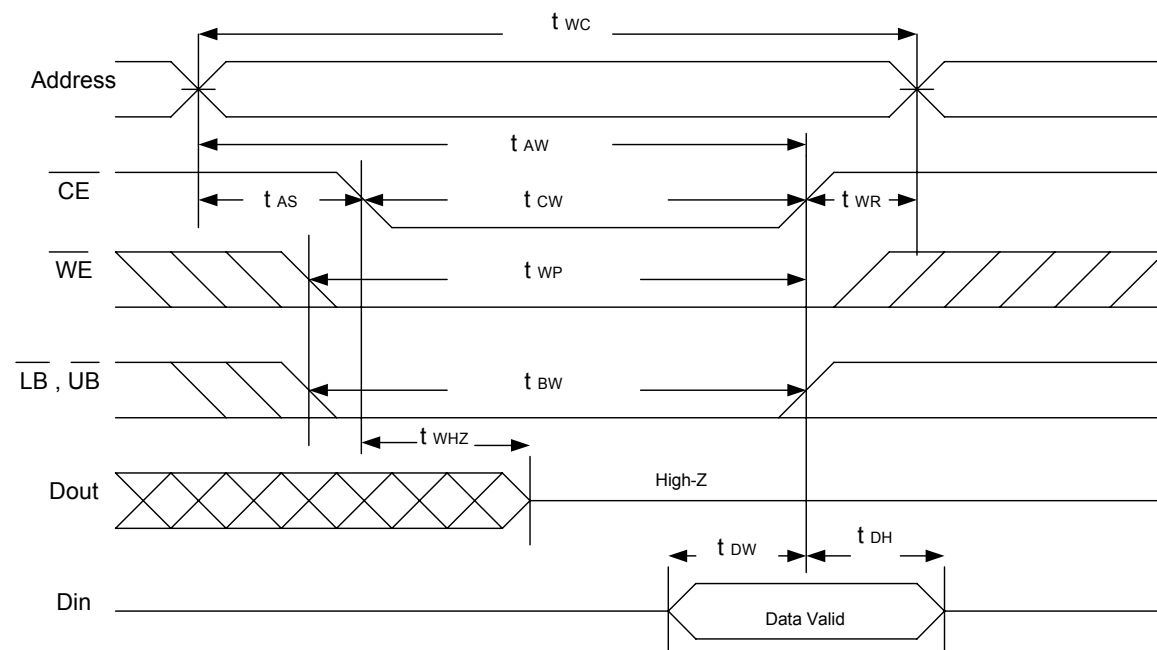 t WC
Address
t AW
CE
t AS
t CW
t WR
WE
t WP
LB , UB
t BW
t WHZ
Dout
High-Z
t DW
t DH
Din
Data Valid